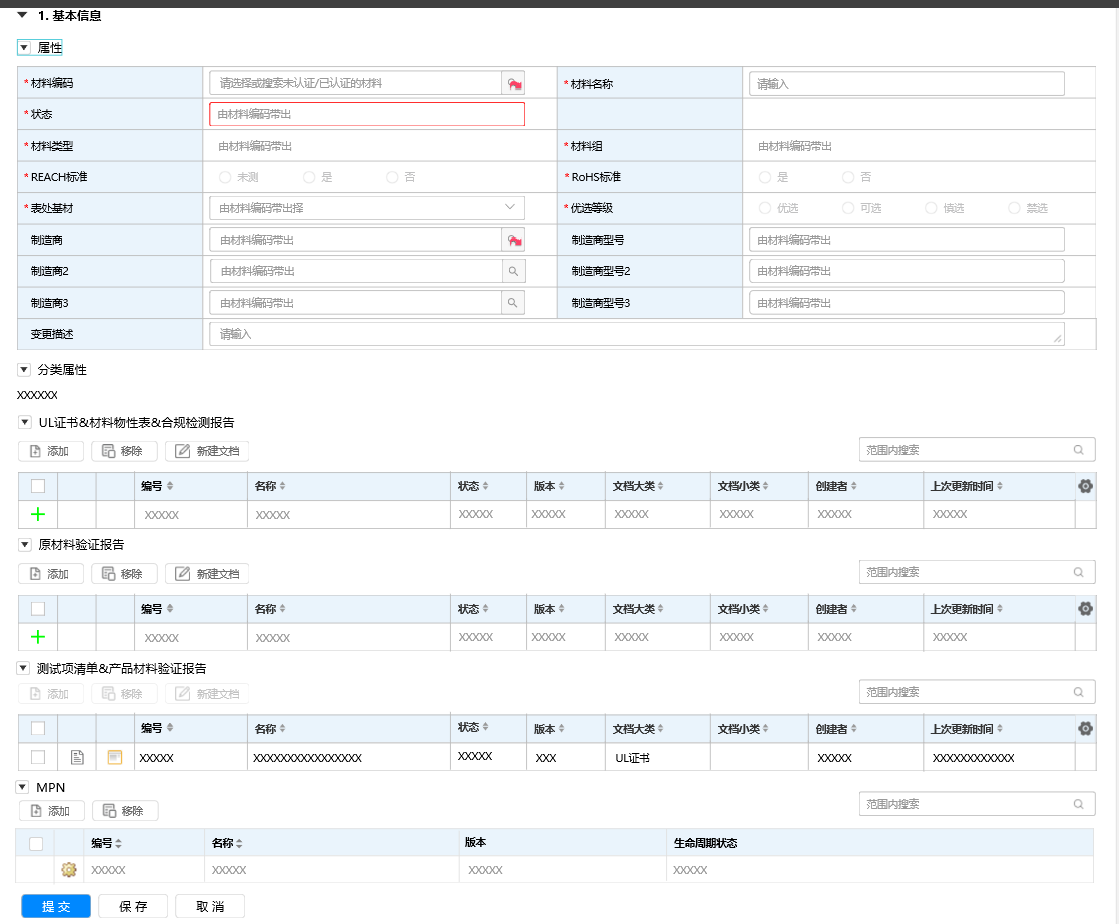 1. 基本信息
属性
*材料编码 请选择或搜索未认证/已认证的材料 *材料名称 请输入
*状态 由材料编码带出
*材料类型 由材料编码带出 *材料组 由材料编码带出
*REACH标准 未测 是 否 *RoHS标准 是 否
*表处基材 由材料编码带出择 *优选等级 优选 可选 慎选 禁选
制造商 由材料编码带出 制造商型号 由材料编码带出
制造商2 由材料编码带出 制造商型号2 由材料编码带出
制造商3 由材料编码带出 制造商型号3 由材料编码带出
变更描述 请输入
分类属性
XXXXXX
UL证书&材料物性表&合规检测报告
添加 移除 新建文档 范围内搜索
编号 名称 状态 版本 文档大类 文档小类 创建者 上次更新时间
XXXXX XXXXX XXXXX XXXXX XXXXX XXXXX XXXXX XXXXX
原材料验证报告
添加 移除 新建文档 范围内搜索
编号 名称 状态 版本 文档大类 文档小类 创建者 上次更新时间
XXXXX XXXXX XXXXX XXXXX XXXXX XXXXX XXXXX XXXXX
测试项清单&产品材料验证报告
添加 移除 新建文档 范围内搜索
编号 名称 状态 版本 文档大类 文档小类 创建者 上次更新时间
XXXXX XXXXXXXXXXXXXXXX XXXXX XXX UL证书 XXXXX XXXXXXXXXXXX
MPN
添加 移除 范围内搜索
编号 名称 版本 生命周期状态
XXXXX XXXXX XXXXX XXXXX
提交 保存 取消